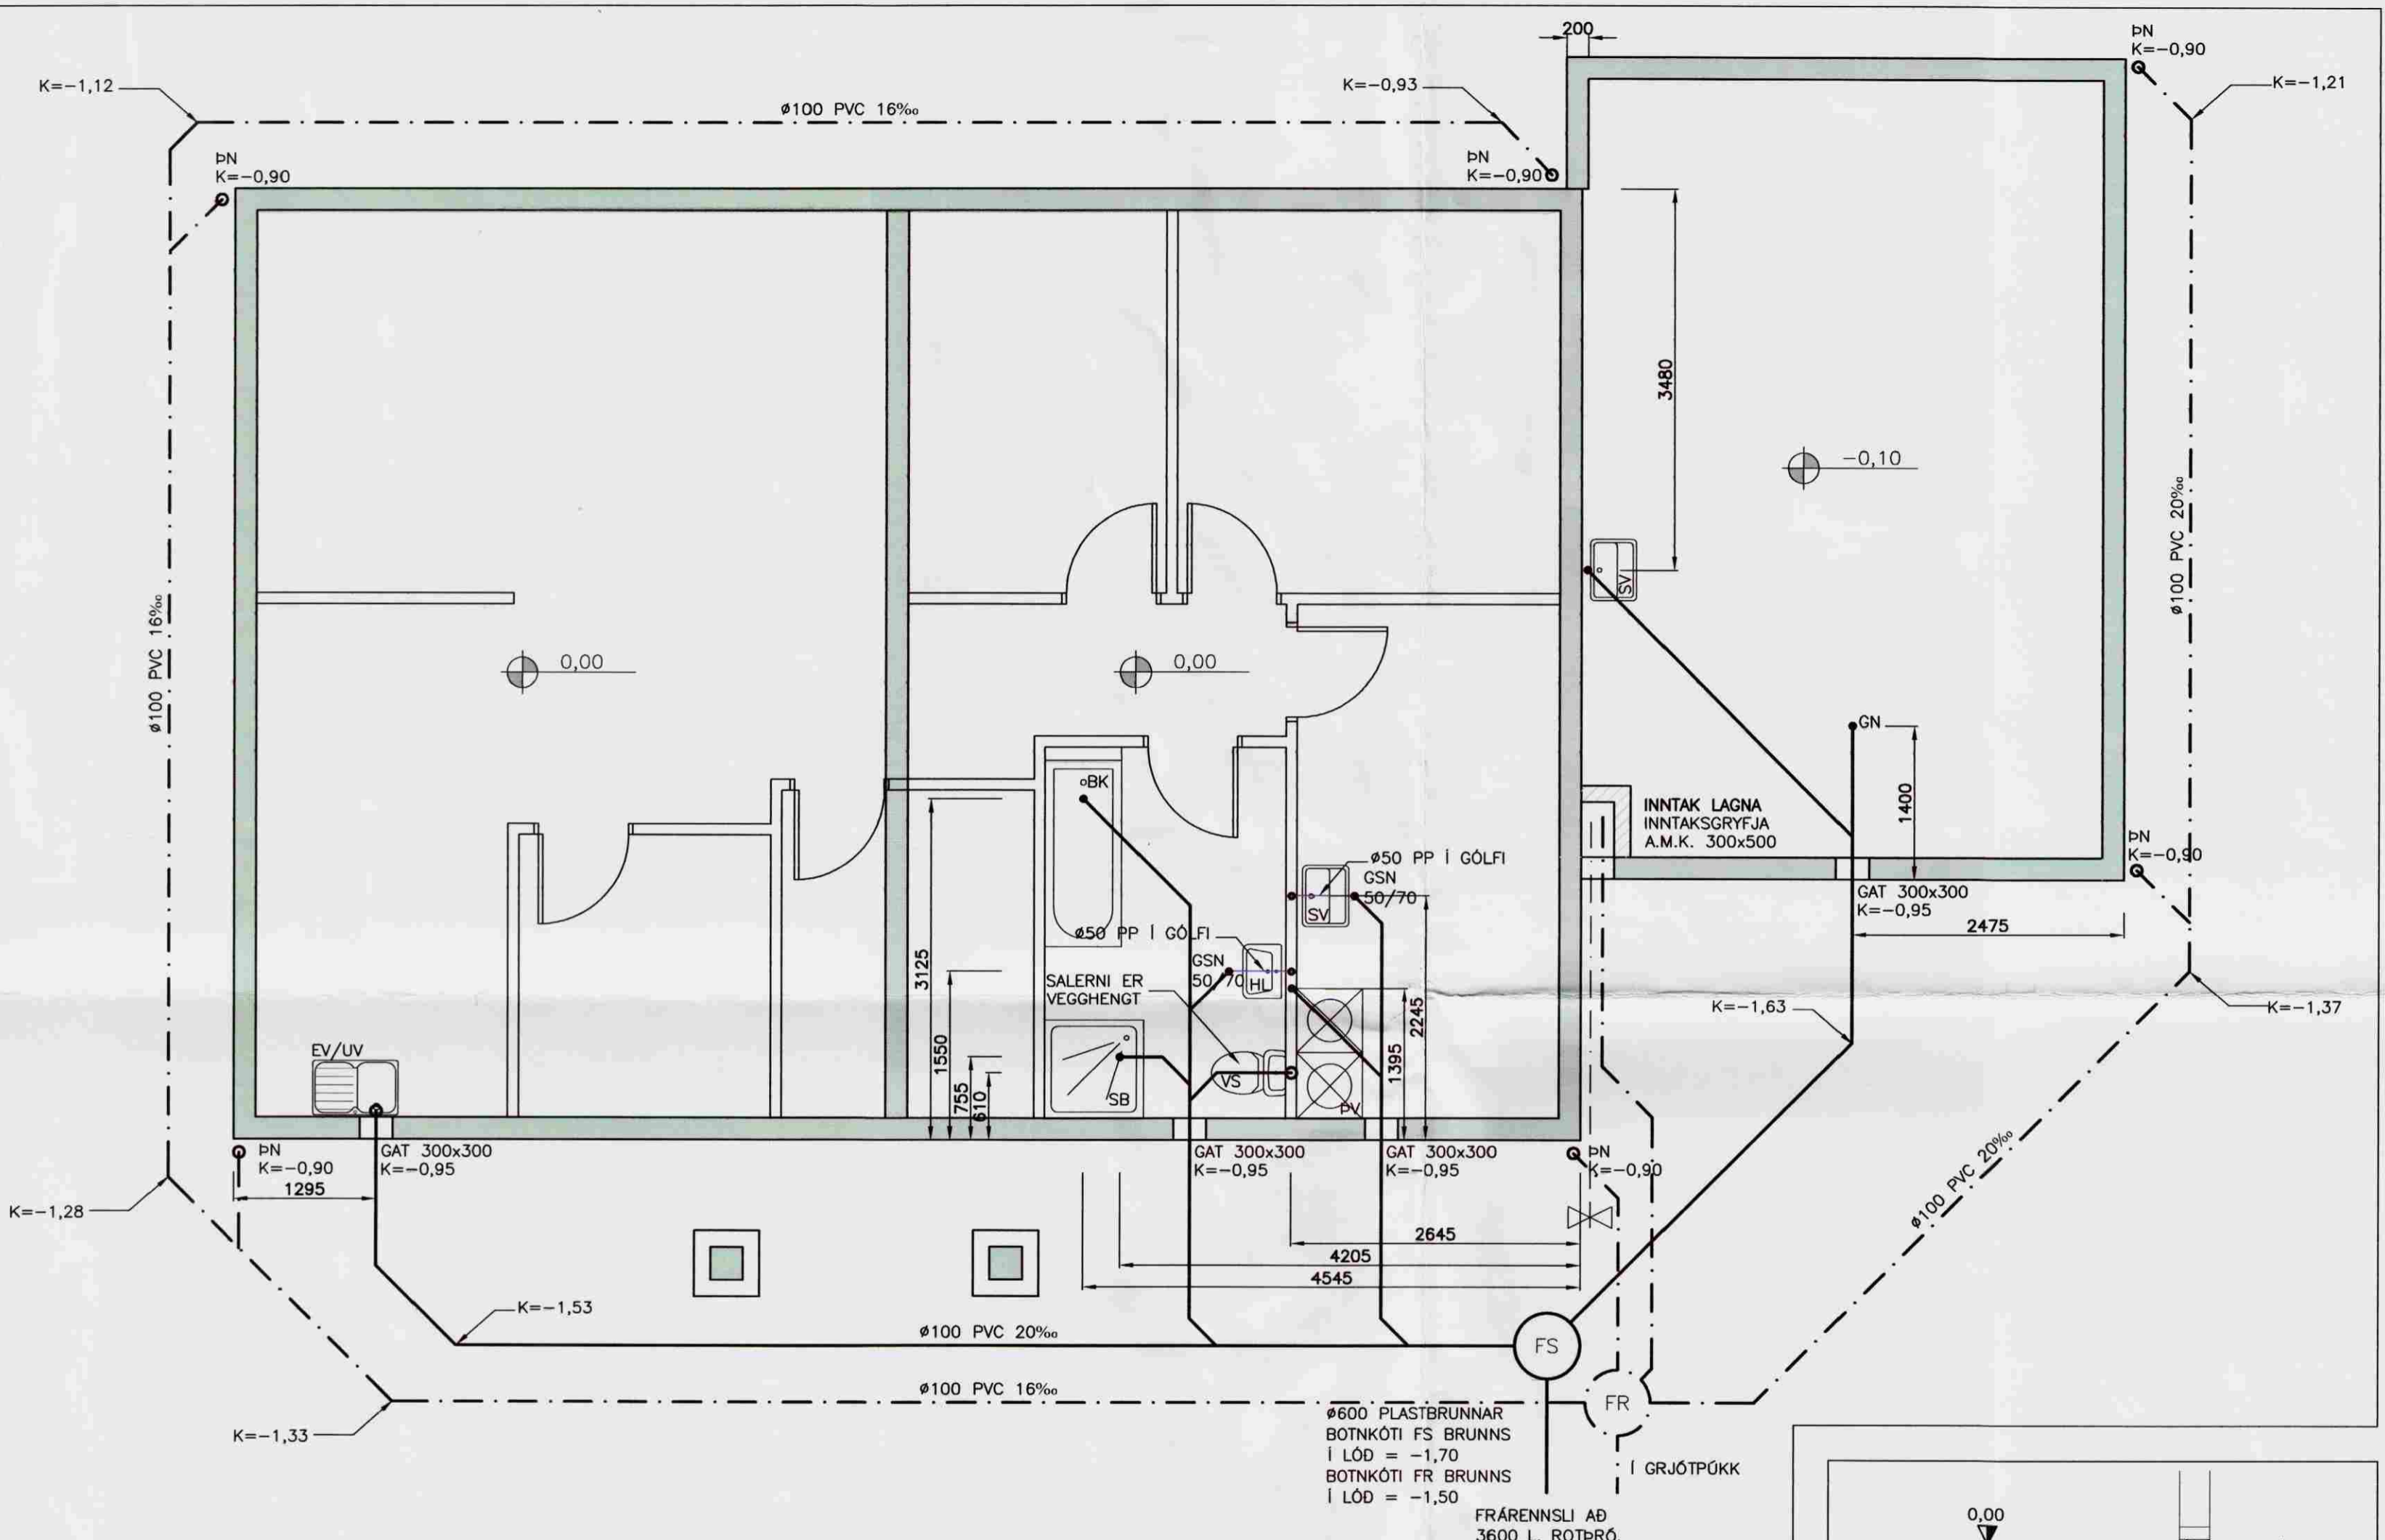 200
ÞN
K=-0,90
K=-1,12
K=-0,93
K=-1,21
ø100 PVC 16‰
ÞN
K=-0,90
ÞN
K=-0,90
3480
-0,10
ø100 PVC 20‰
SV
ø100 PVC 16‰
0,00
0,00
GN
1400
BK
INNTAK LAGNA
INNTAKSGRYFJA
A.M.K. 300x500
ÞN
K=-0,90
ø50 PP Í GÓLFI
GSN
50/70
SV
GAT 300x300
K=-0,95
2475
ø50 PP Í GÓLFI
GSN
50/70
HL
3125
SALERNI ER
VEGGHENGT
1550
755
610
2245
1395
K=-1,63
K=-1,37
EV/UV
VS
SB
ÞV
ÞN
K=-0,90
GAT 300x300
K=-0,95
GAT 300x300
K=-0,95
GAT 300x300
K=-0,95
ÞN
K=-0,90
1295
K=-1,28
ø100 PVC 20‰
2645
4205
4545
K=-1,53
ø100 PVC 20‰
FS
ø100 PVC 16‰
FR
K=-1,33
ø600 PLASTBRUNNAR
BOTNKÓTI FS BRUNNS
Í LÓÐ = -1,70
BOTNKÓTI FR BRUNNS
Í LÓÐ = -1,50
Í GRJÓTPÚKK
FRÁRENNSLI AÐ
3600 L. ROTÞRÓ.
0,00